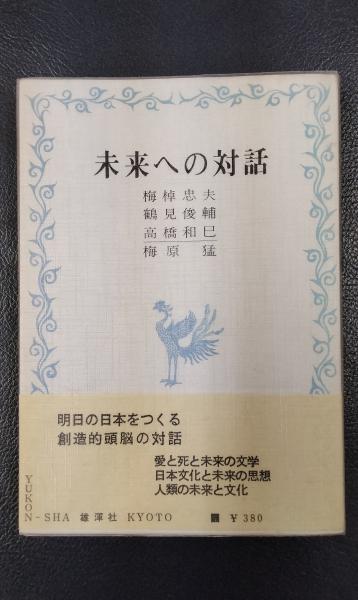 未来への対話
梅棹忠夫
鶴見俊輔
高橋和巳
梅原猛
明日の日本をつくる
創造的頭脳の対話
愛と死と未来の文学
日本文化と未来の思想
人類の未来と文化
YUKON-SHA 雄渾社 KYOTO ¥380